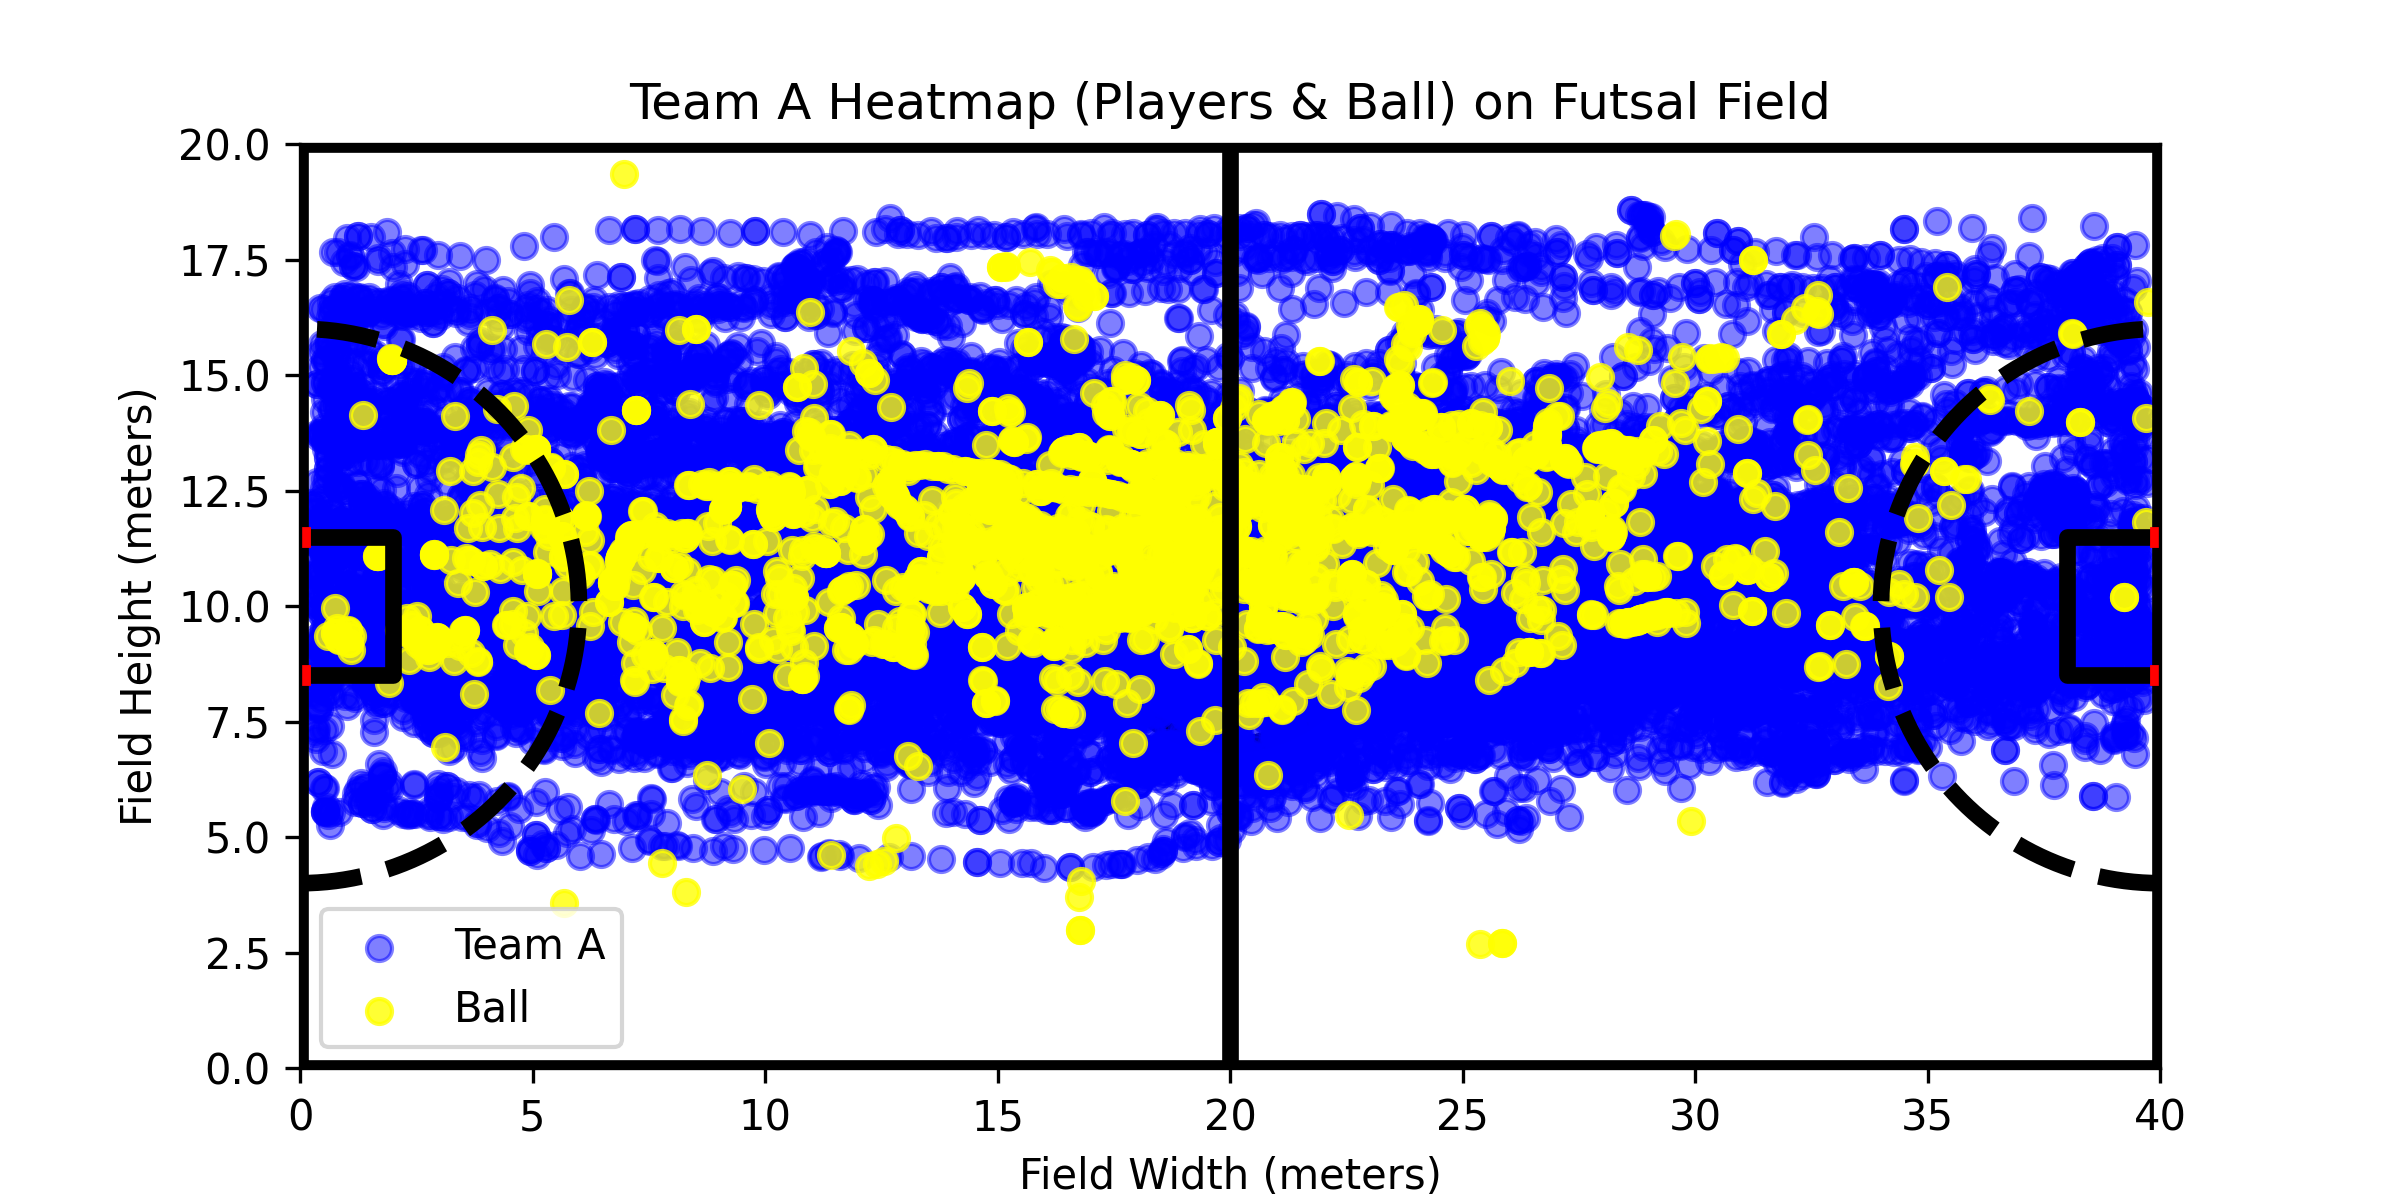 Team A Heatmap (Players & Ball) on Futsal Field
20.0
17.5
15.0
12.5
10.0
7.5
5.0
2.5
0.0
Field Height (meters)
Team A
Ball
0 5 10 15 20 25 30 35 40
Field Width (meters)